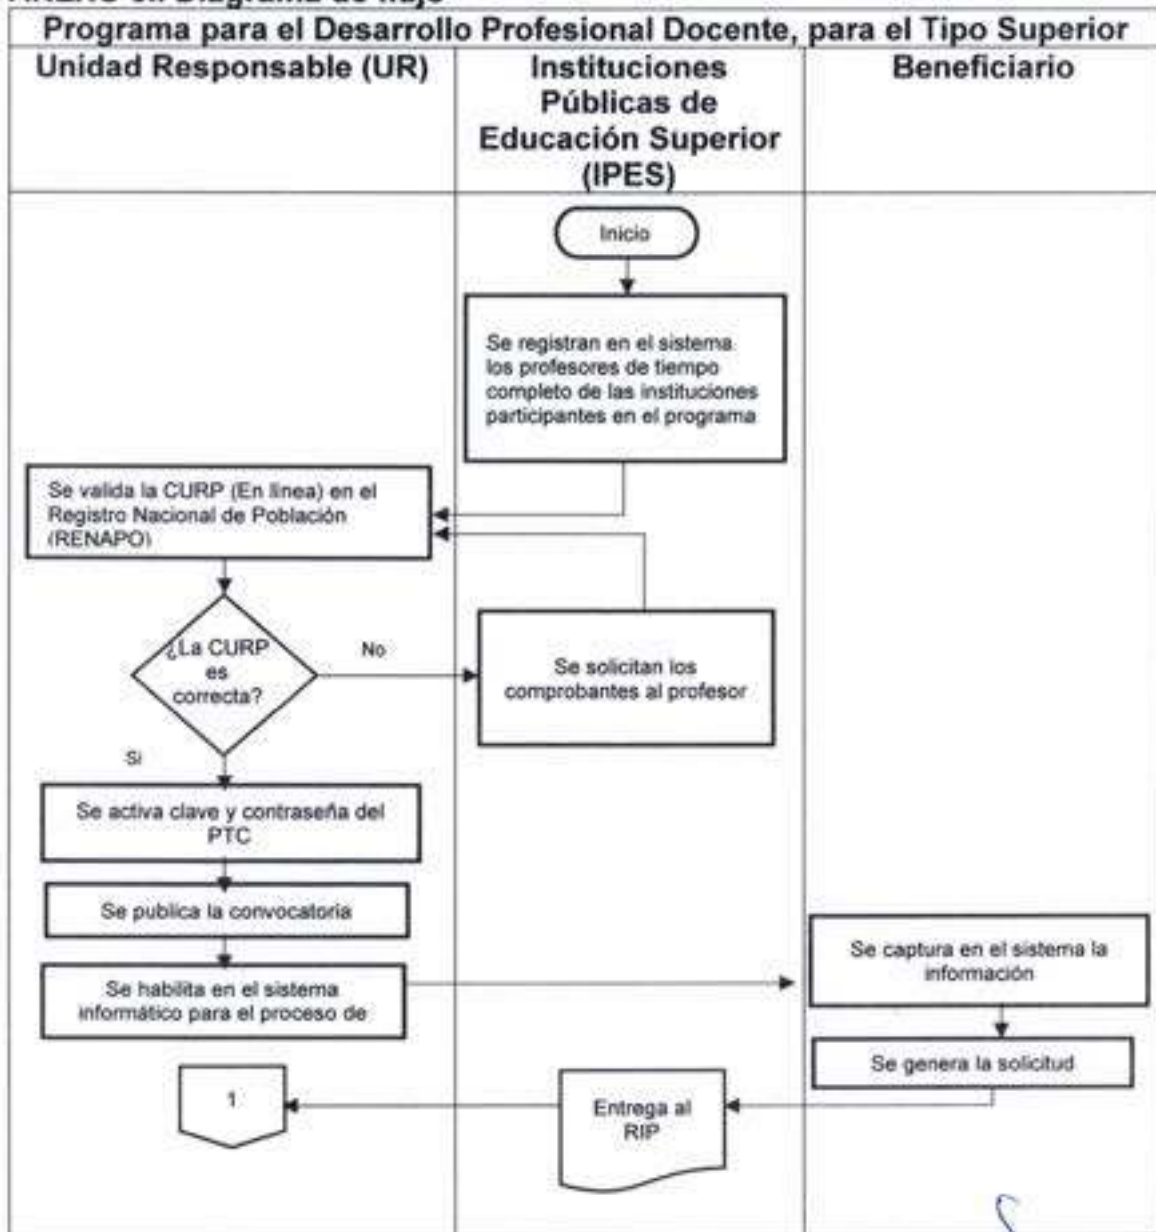 Diagrama de flujo
Programa para el Desarrollo Profesional Docente, para el Tipo Superior
Unidad Responsable (UR)
Instituciones
Públicas de
Educación Superior
(IPES)
Beneficiario
Inicio
Se registran en el sistema
los profesores de tiempo
completo de las instituciones
participantes en el programa
Se valida la CURP (En línea) en el
Registro Nacional de Población
(RENAPO)
¿La CURP
es
correcta?
No
Se solicitan los
comprobantes al profesor
Si
Se activa clave y contraseña del
PTC
Se publica la convocatoria
Se habilita en el sistema
informático para el proceso de
Se captura en el sistema la
información
Se genera la solicitud
Entrega al
RIP
1